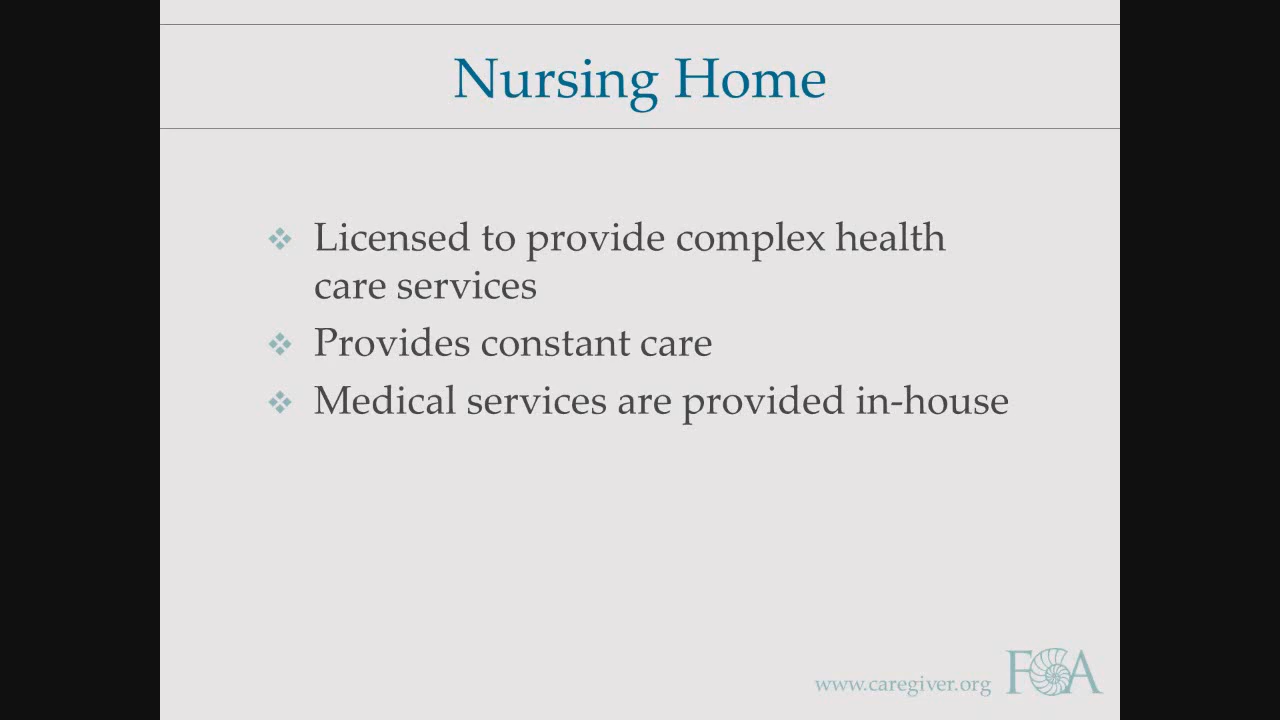 Nursing Home
Licensed to provide complex health
care services
Provides constant care
Medical services are provided in-house
www.caregiver.org FCA